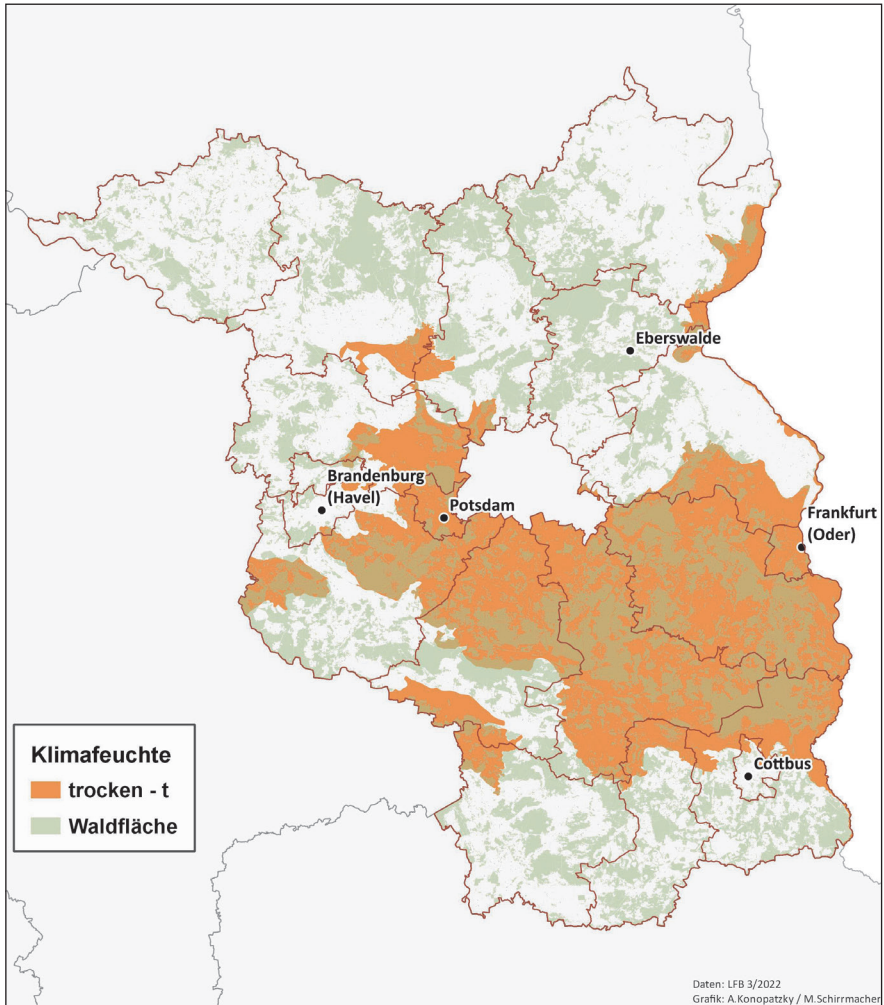 Eberswalde
Brandenburg
(Havel)
Potsdam
Frankfurt
(Oder)
Cottbus
Klimafeuchte
trocken - t
Waldfläche
Daten: LFB 3/2022
Grafik: A.Konopatzky / M.Schirrmacher